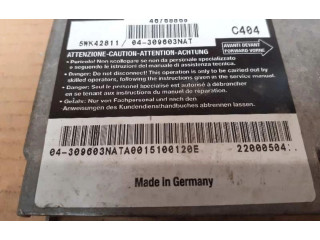 5WK42811 / 04-309603NAT
C404
ATTENZIONE-CAUTION-ATTENTION-ACHTUNG
AVANTI DEVANT
FORWARD VORNE
• Pericolo! Non scollegare se non da personale specializzato
e seguendo le istruzioni del manuale di assistenza tecnica.
• Danger: Do not disconnect! This operation is only to be carried out by
skilled operators, following the instructions given in the service manual.
• Danger: Seul le personnel spécialisé est autorisé à débrancher
en se tenant aux instructions du manuel de réparation.
• Gefahr: Nur von Fachpersonal und nach den
Anweisungen des Kundendiensthandbuches abtrennen lassen.
04-309603NATA0015100120E
22000504
Made in Germany